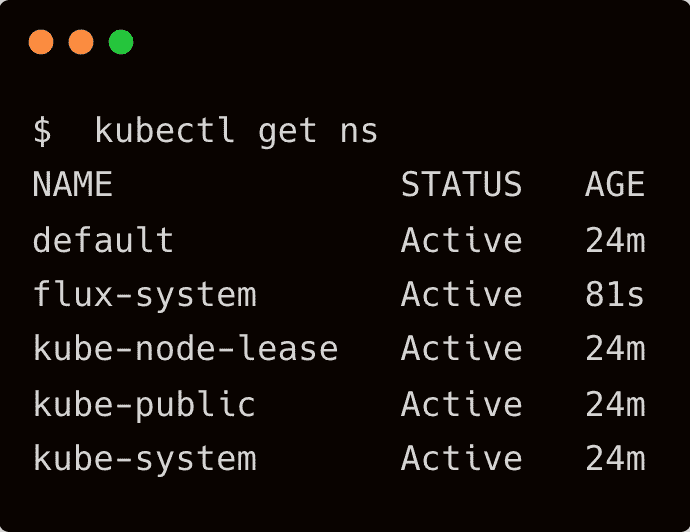 $  kubectl get ns
NAME              STATUS   AGE
default           Active   24m
flux-system       Active   81s
kube-node-lease   Active   24m
kube-public       Active   24m
kube-system       Active   24m